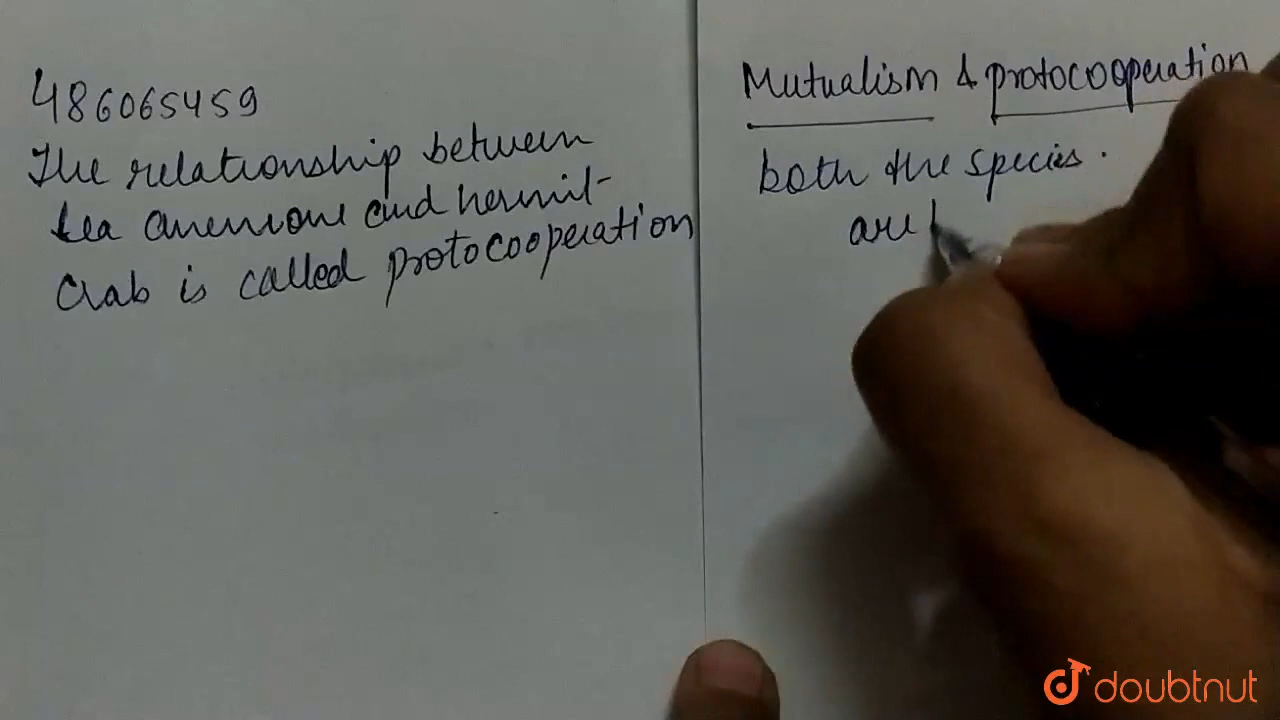 486065459
The relationship between
sea anemone and hermit-
crab is called protocooperation
Mutualism & protocooperation
both the species.
are
doubtnut